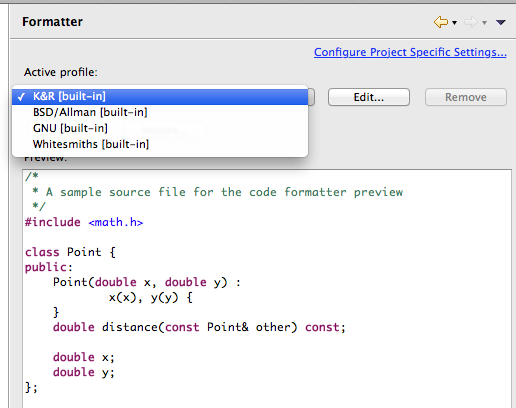 Formatter
Configure Project Specific Settings...
Active profile:
✓ K&R [built-in]
Edit...
Remove
BSD/Allman [built-in]
GNU [built-in]
Whitesmiths [built-in]
Preview:
/*
 * A sample source file for the code formatter preview
 */
#include <math.h>

class Point {
public:
    Point(double x, double y) :
            x(x), y(y) {
    }
    double distance(const Point& other) const;

    double x;
    double y;
};